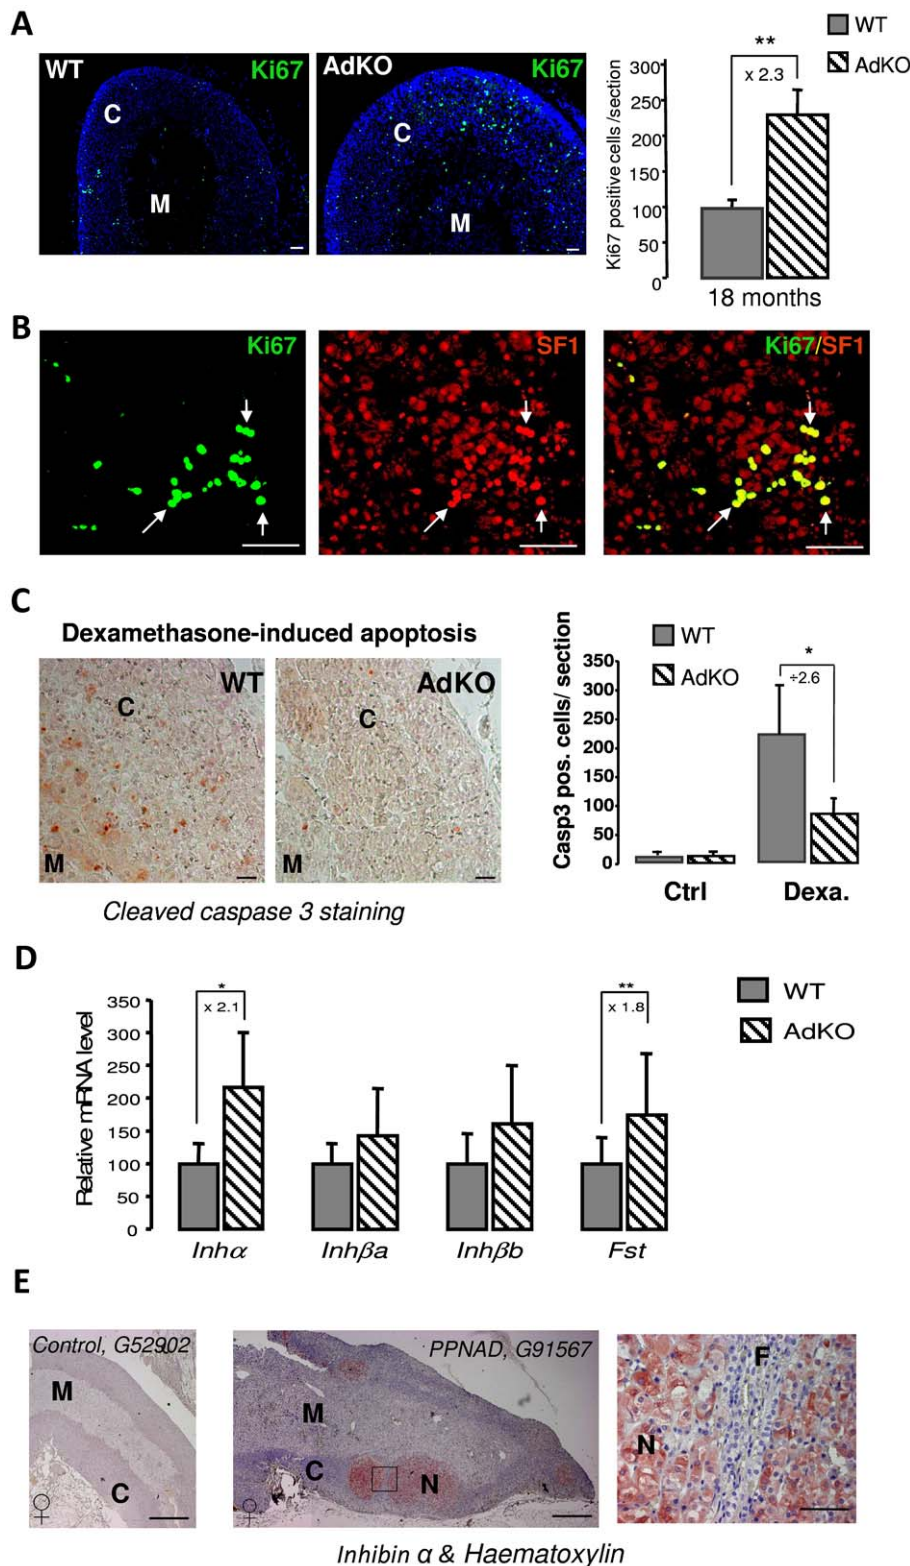 A
WT
Ki67
C
M
AdKO
Ki67
C
M
WT
AdKO
**
x 2.3
Ki67 positive cells /section
300
250
200
150
100
50
0
18 months
B
Ki67
SF1
Ki67/SF1
C
Dexamethasone-induced apoptosis
WT
C
M
AdKO
C
M
Cleaved caspase 3 staining
WT
AdKO
*
÷2.6
Casp3 pos. cells/ section
350
300
250
200
150
100
50
0
Ctrl
Dexa.
D
Relative mRNA level
350
300
250
200
150
100
50
0
*
x 2.1
**
x 1.8
WT
AdKO
Inhα
Inhβa
Inhβb
Fst
E
Control, G52902
M
C
♀
PPNAD, G91567
M
C
N
♀
F
N
Inhibin α & Haematoxylin